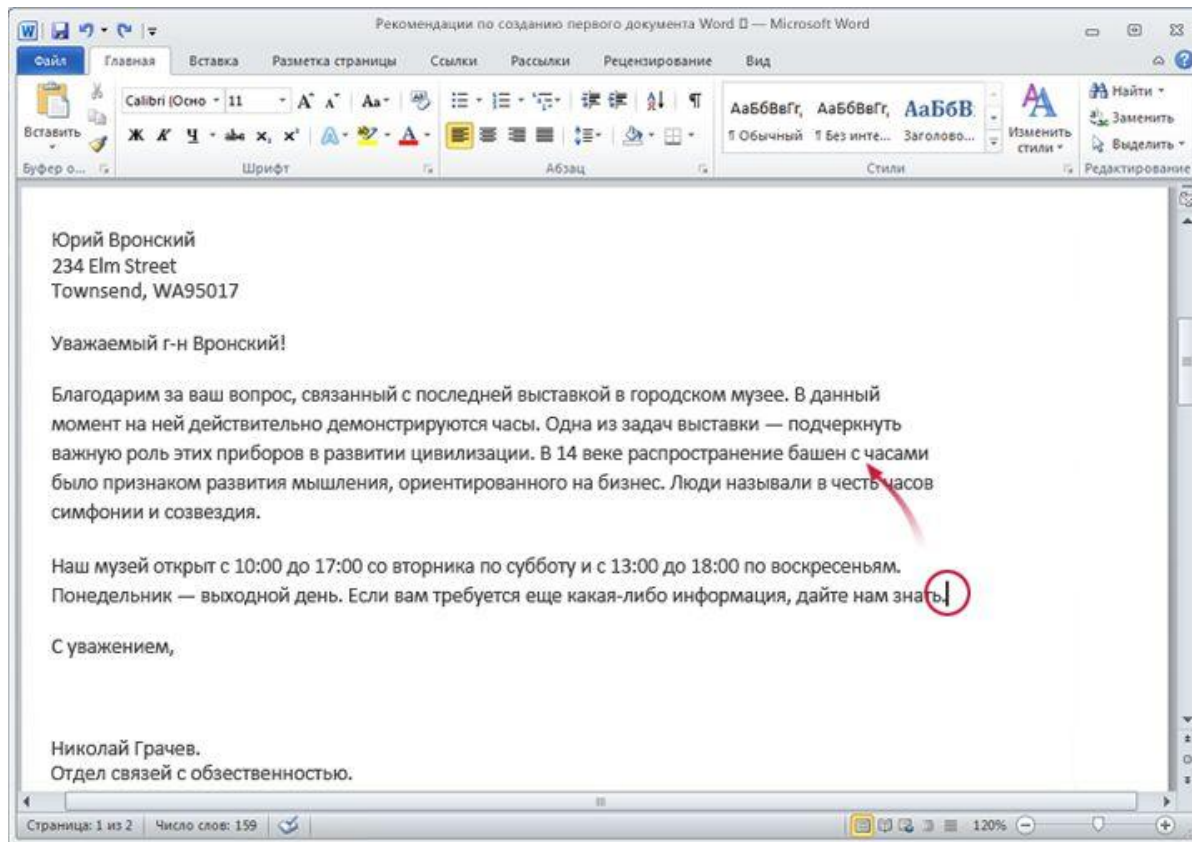 Рекомендации по созданию первого документа Word — Microsoft Word
Файл Главная Вставка Разметка страницы Ссылки Рассылки Рецензирование Вид
Calibri (Осно 11 Аа
АаБбВвГг, АаБбВвГг, АаБбВ
Найти
Заменить
Выделить
Вставить
Ж К Ч abc x, x²
¶ Обычный ¶ Без инте... Заголово...
Изменить
стили
Буфер о... Шрифт Абзац Стили Редактирование
Юрий Вронский
234 Elm Street
Townsend, WA95017
Уважаемый г-н Вронский!
Благодарим за ваш вопрос, связанный с последней выставкой в городском музее. В данный
момент на ней действительно демонстрируются часы. Одна из задач выставки — подчеркнуть
важную роль этих приборов в развитии цивилизации. В 14 веке распространение башен с часами
было признаком развития мышления, ориентированного на бизнес. Люди называли в честь часов
симфонии и созвездия.
Наш музей открыт с 10:00 до 17:00 со вторника по субботу и с 13:00 до 18:00 по воскресеньям.
Понедельник — выходной день. Если вам требуется еще какая-либо информация, дайте нам знать.
С уважением,
Николай Грачев.
Отдел связей с обзественностью.
Страница: 1 из 2 Число слов: 159 120%